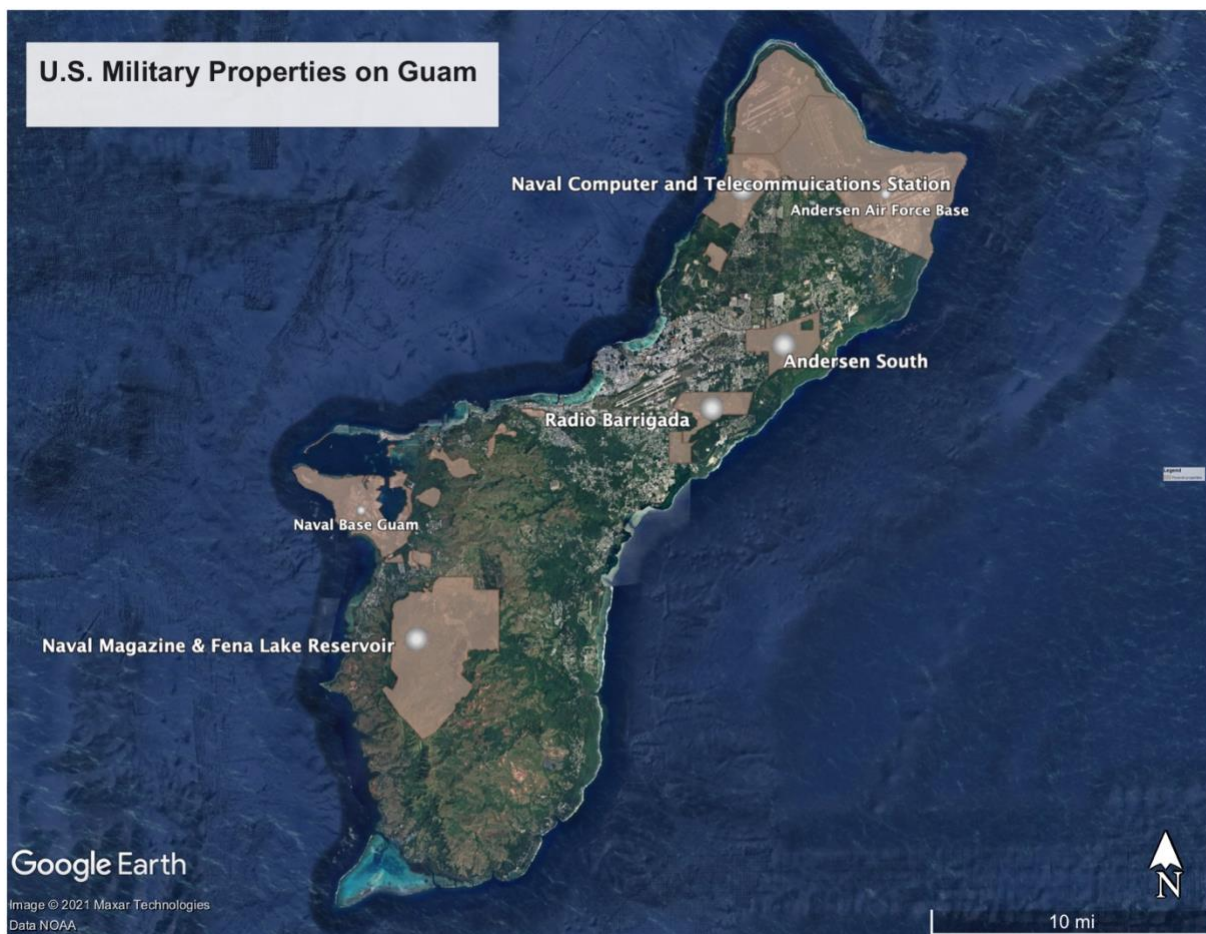 U.S. Military Properties on Guam
Naval Computer and Telecommuications Station
Andersen Air Force Base
Andersen South
Radio Barrigada
Legend
Naval Base Guam
Naval Magazine & Fena Lake Reservoir
Google Earth
Image © 2021 Maxar Technologies
Data NOAA
N
10 mi